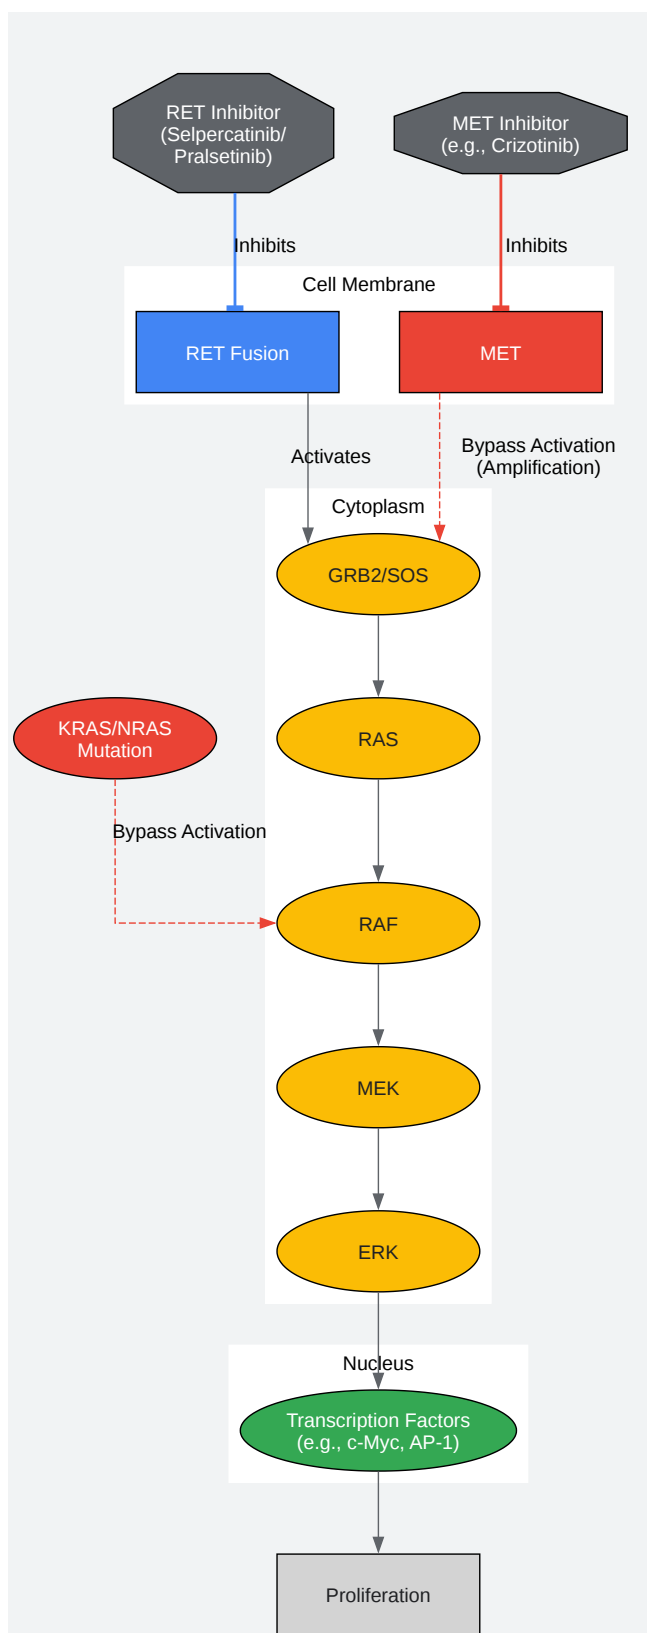 RET Inhibitor
(Selpercatinib/
Pralsetinib)
MET Inhibitor
(e.g., Crizotinib)
Inhibits
Inhibits
Cell Membrane
RET Fusion
MET
Activates
Bypass Activation
(Amplification)
Cytoplasm
GRB2/SOS
KRAS/NRAS
Mutation
RAS
Bypass Activation
RAF
MEK
ERK
Nucleus
Transcription Factors
(e.g., c-Myc, AP-1)
Proliferation